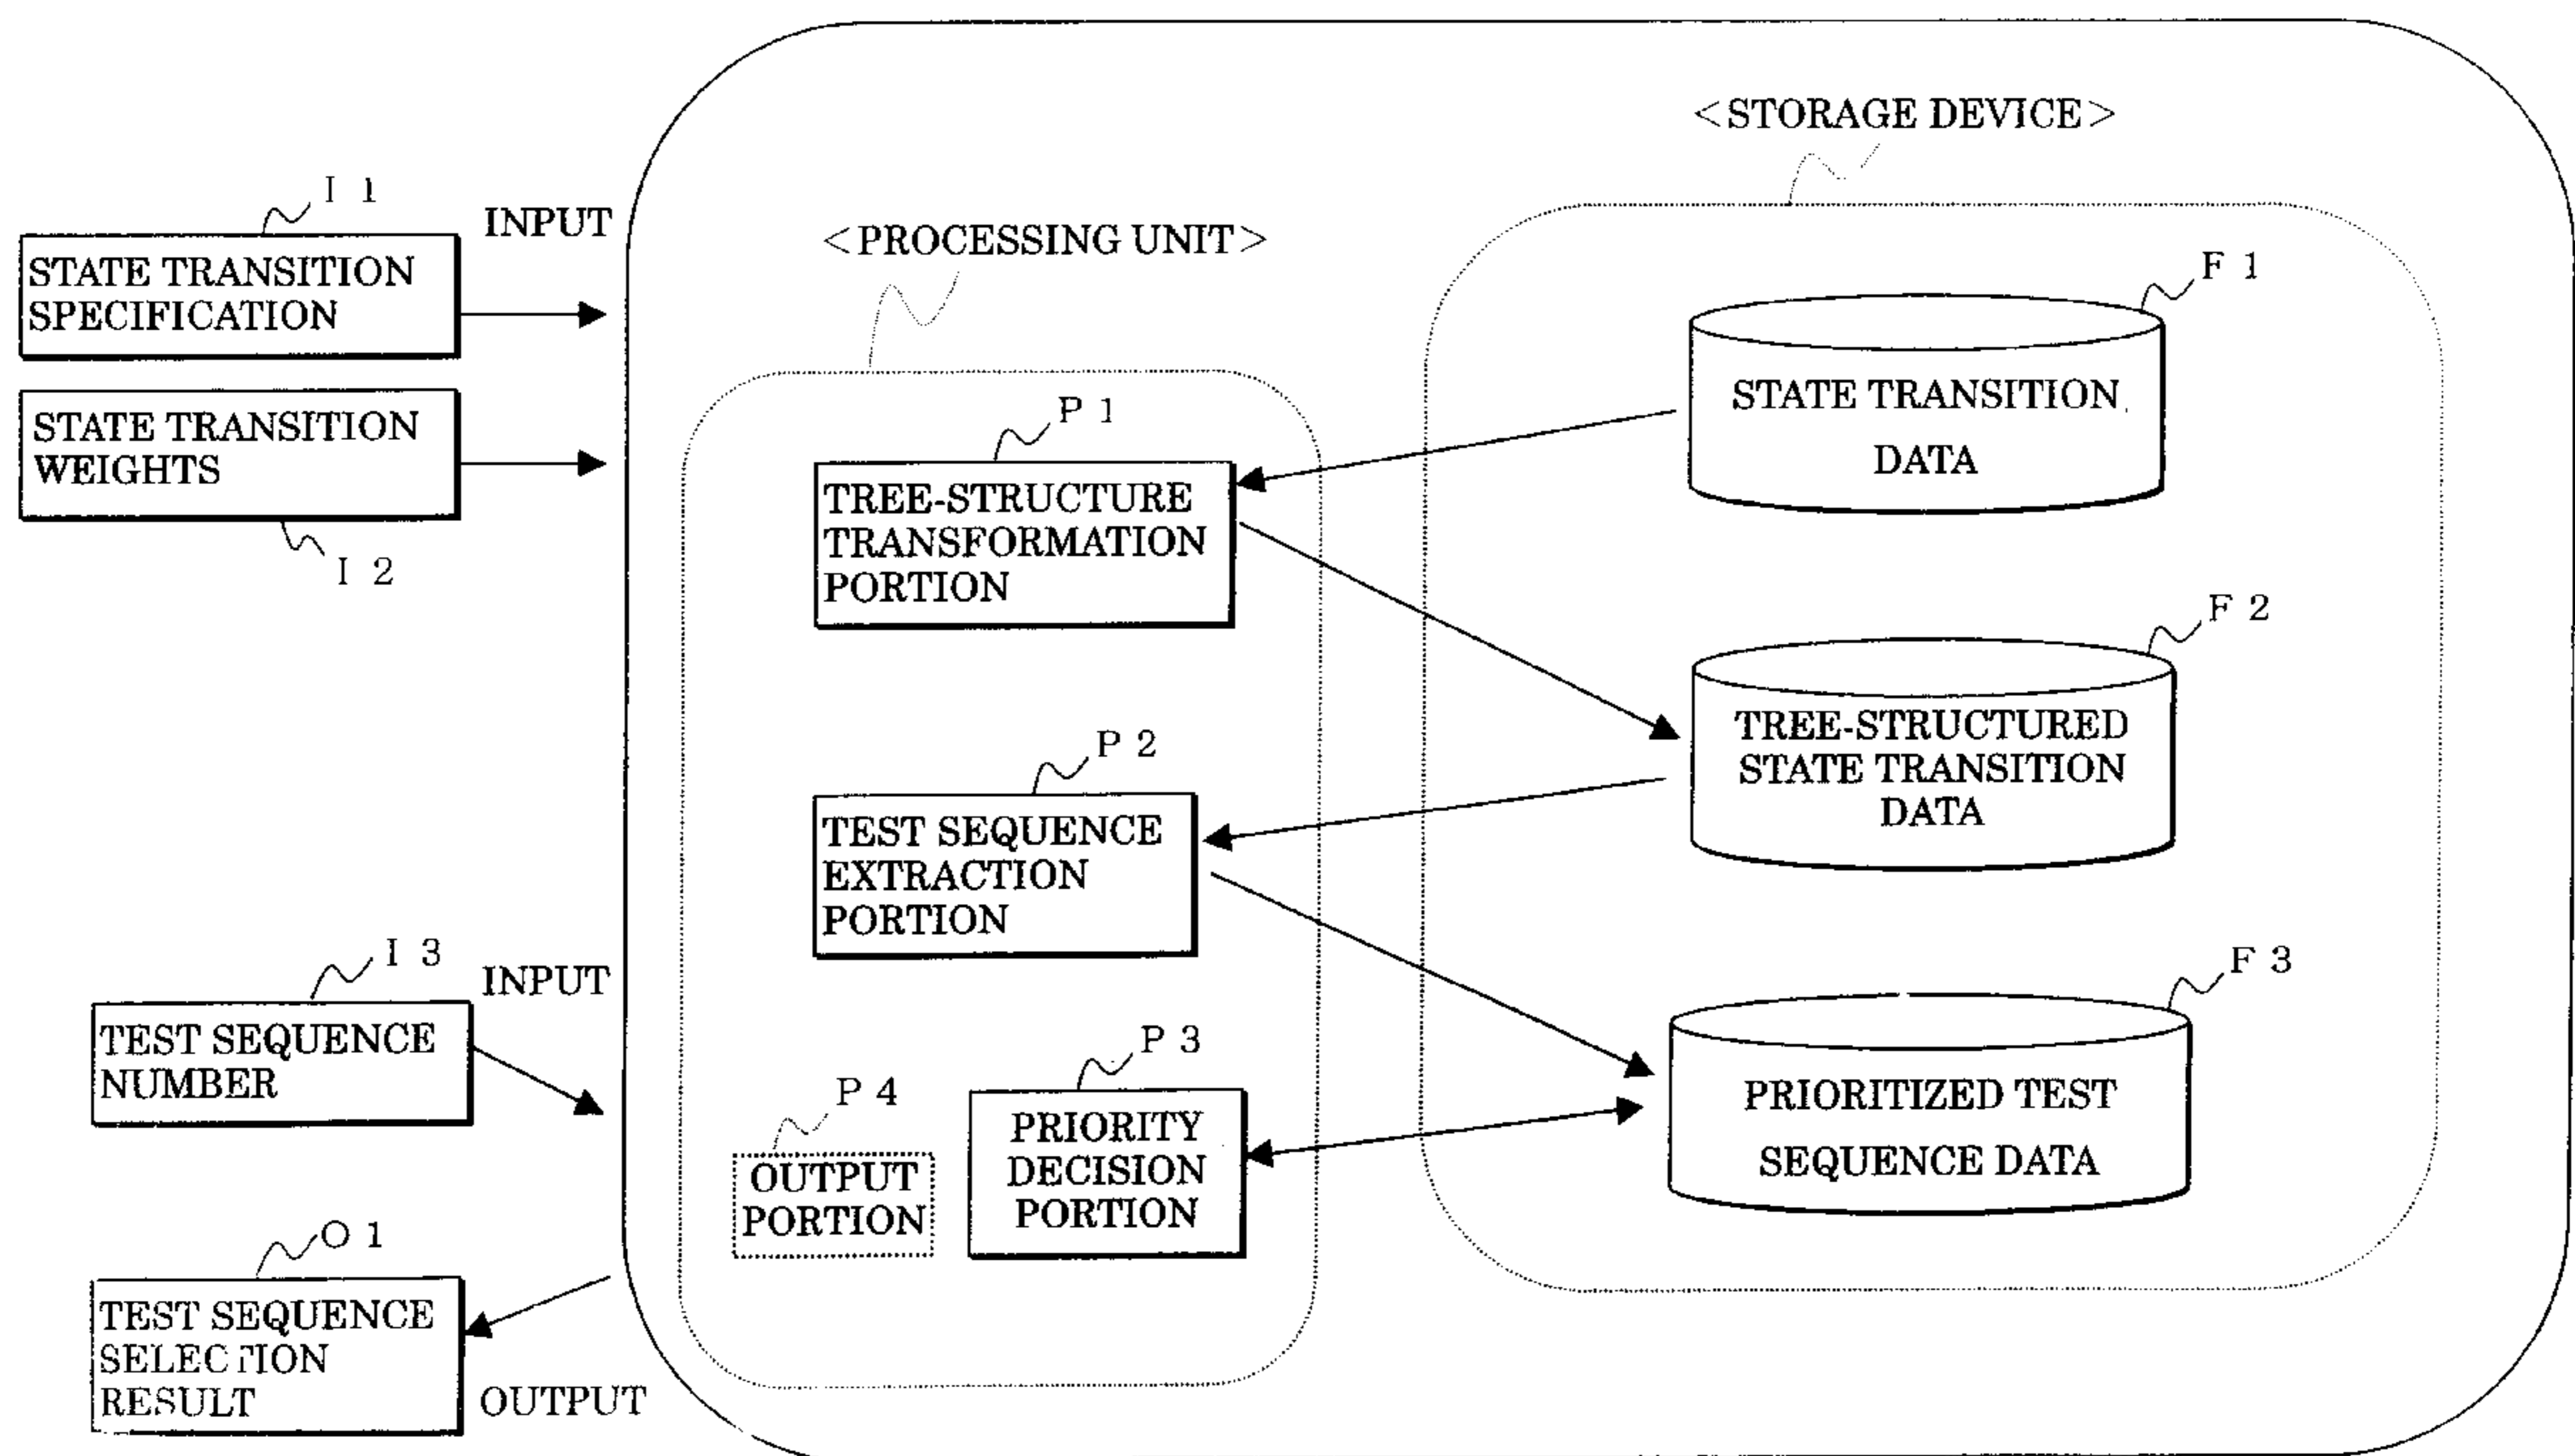 <STORAGE DEVICE>
I 1
INPUT
STATE TRANSITION
SPECIFICATION
<PROCESSING UNIT>
F 1
STATE TRANSITION
DATA
STATE TRANSITION
WEIGHTS
I 2
P 1
TREE-STRUCTURE
TRANSFORMATION
PORTION
F 2
TREE-STRUCTURED
STATE TRANSITION
DATA
P 2
TEST SEQUENCE
EXTRACTION
PORTION
I 3
INPUT
TEST SEQUENCE
NUMBER
F 3
PRIORITIZED TEST
SEQUENCE DATA
P 3
PRIORITY
DECISION
PORTION
P 4
OUTPUT
PORTION
O 1
TEST SEQUENCE
SELECTION
RESULT
OUTPUT